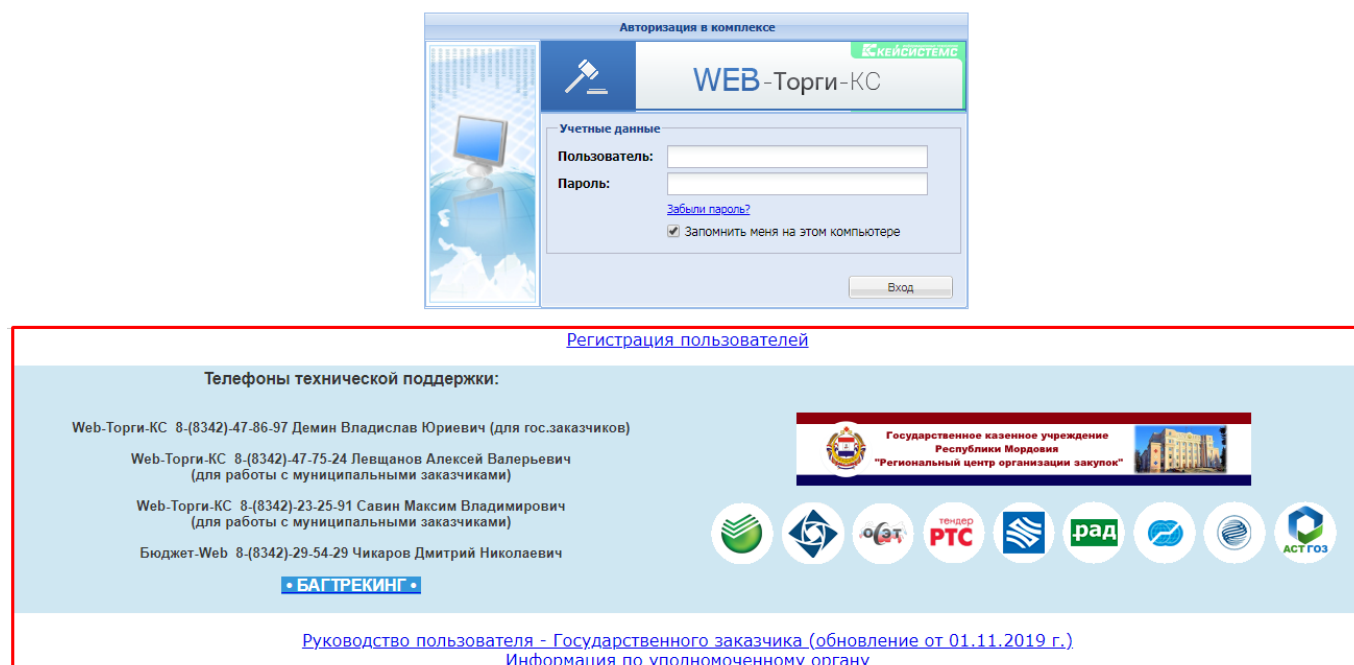 Авторизация в комплексе
КЕЙСИСТЕМС
WEB-Торги-КС
Учетные данные
Пользователь:
Пароль:
Забыли пароль?
Запомнить меня на этом компьютере
Вход
Регистрация пользователей
Телефоны технической поддержки:
Web-Торги-КС 8-(8342)-47-86-97 Демин Владислав Юриевич (для гос.заказчиков)
Web-Торги-КС 8-(8342)-47-75-24 Левщанов Алексей Валерьевич
(для работы с муниципальными заказчиками)
Web-Торги-КС 8-(8342)-23-25-91 Савин Максим Владимирович
(для работы с муниципальными заказчиками)
Бюджет-Web 8-(8342)-29-54-29 Чикаров Дмитрий Николаевич
• БАГТРЕКИНГ •
Государственное казенное учреждение
Республики Мордовия
"Региональный центр организации закупок"
оСэт
тендер
РТС
рад
АСТ ГОЗ
Руководство пользователя - Государственного заказчика (обновление от 01.11.2019 г.)
Информация по уполномоченному органу